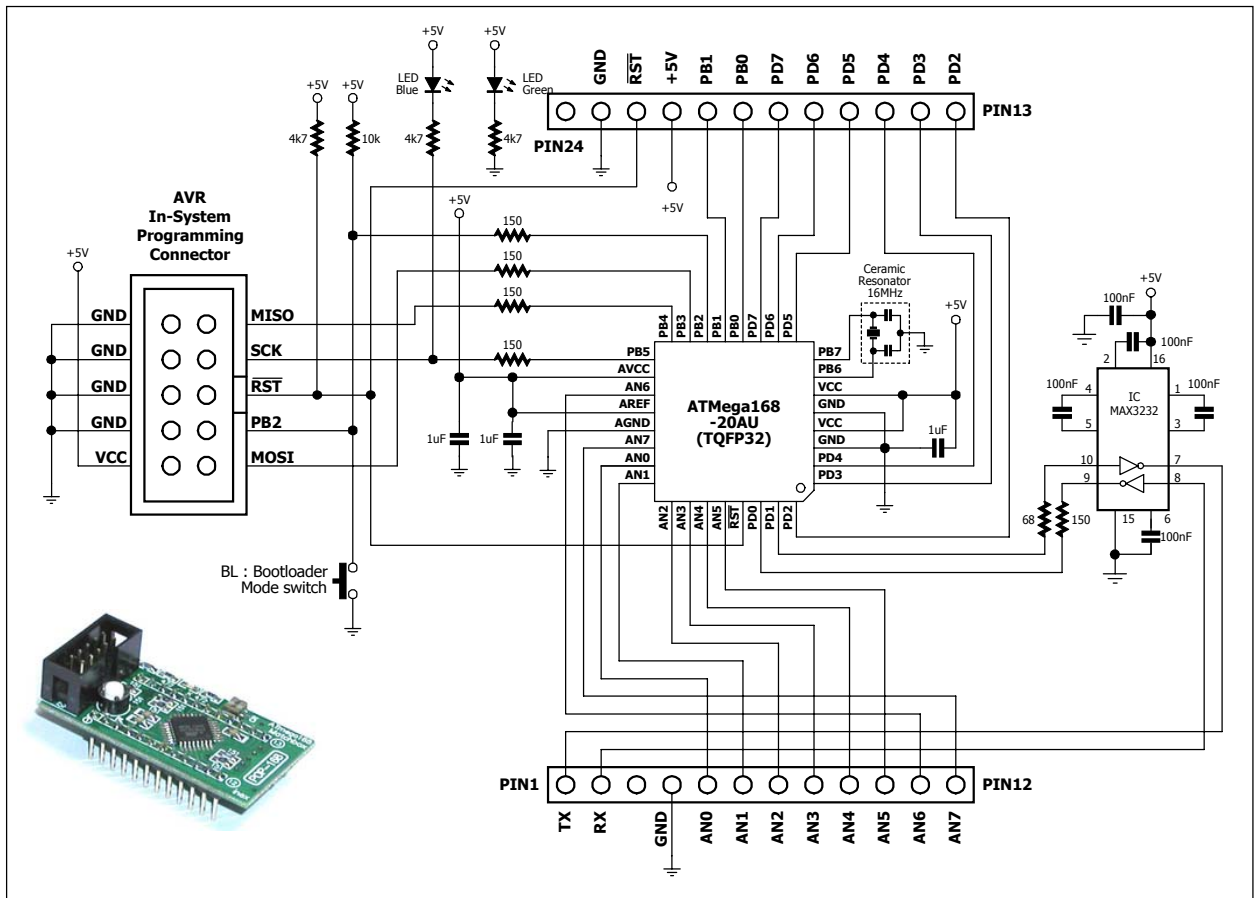 +5V
+5V
GND
RST
+5V
PB1
PB0
PD7
PD6
PD5
PD4
PD3
PD2
LED
Blue
LED
Green
+5V
+5V
4k7
10k
4k7
4k7
PIN24
PIN13
+5V
AVR
In-System
Programming
Connector
+5V
+5V
150
150
150
150
GND
GND
GND
GND
VCC
MISO
SCK
RST
PB2
MOSI
1uF
1uF
PB4
PB3
PB2
PB1
PB0
PD7
PD6
PD5
PB5
AVCC
AN6
AREF
AGND
AN7
AN0
AN1
ATMega168
-20AU
(TQFP32)
PB7
PB6
VCC
GND
VCC
GND
PD4
PD3
AN2
AN3
AN4
AN5
RST
PD0
PD1
PD2
Ceramic
Resonator
16MHz
+5V
1uF
+5V
100nF
100nF
2
16
100nF
4
5
IC
MAX3232
1
3
100nF
10
9
7
8
68
150
15
6
100nF
BL : Bootloader
Mode switch
ATmega168
POP-168
PIN1
PIN12
TX
RX
GND
AN0
AN1
AN2
AN3
AN4
AN5
AN6
AN7